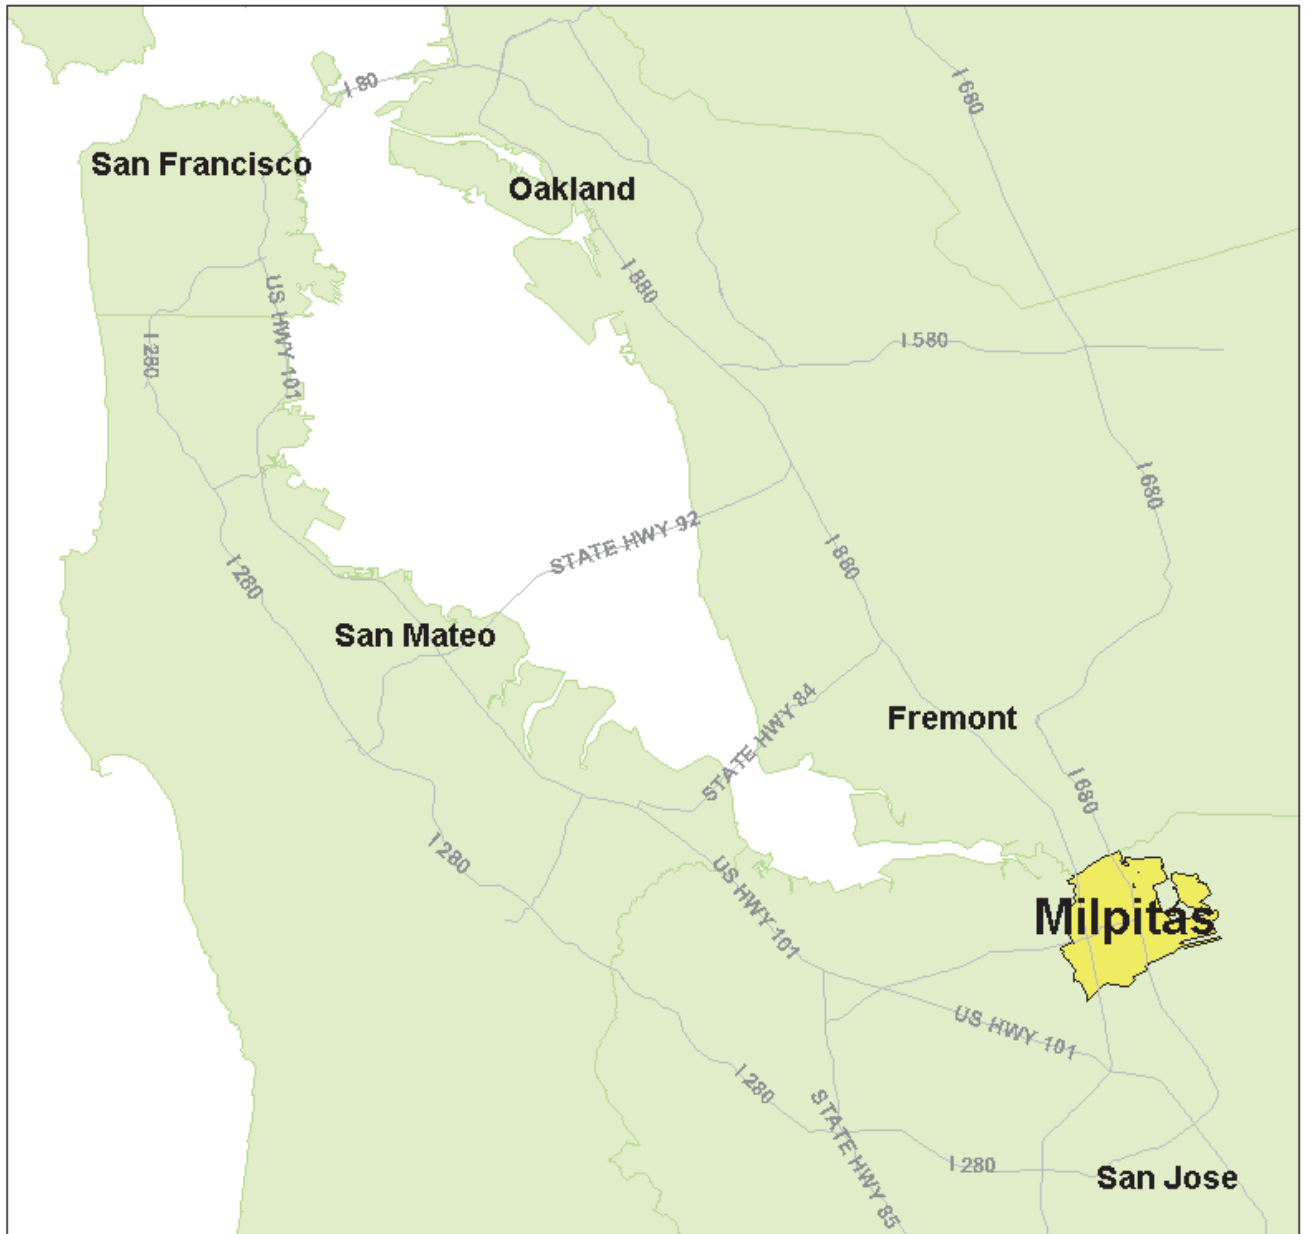 I 80
I 680
San Francisco
Oakland
I 880
US HWY 101
I 280
I 580
I 680
STATE HWY 92
I 880
I 280
San Mateo
STATE HWY 84
Fremont
I 680
I 280
US HWY 101
Milpitas
US HWY 101
I 280
STATE HWY 85
I 280
San Jose